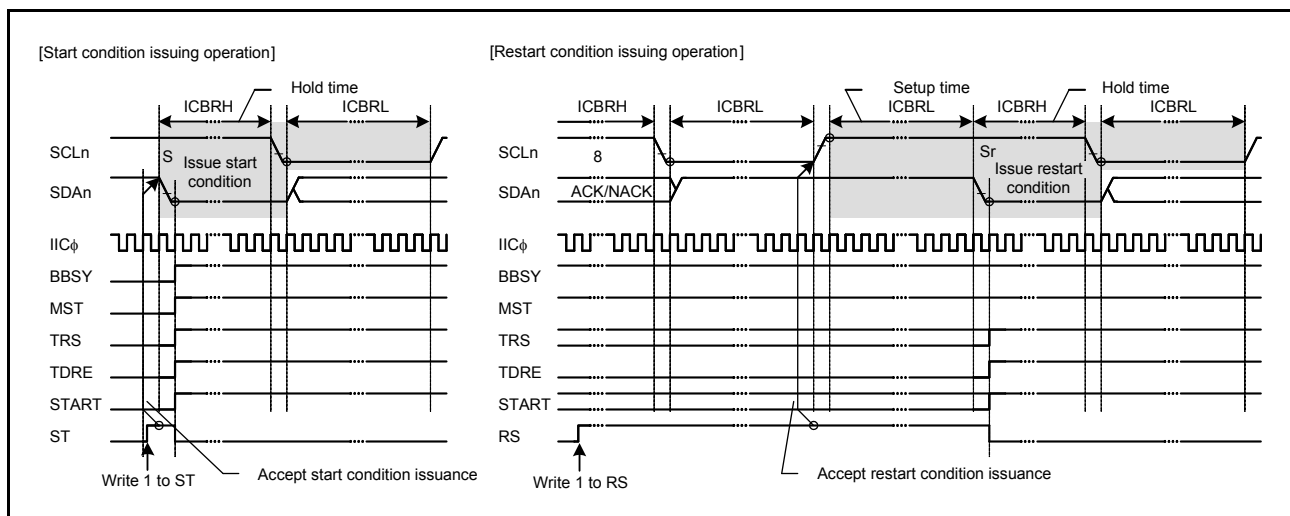 [Start condition issuing operation]
Hold time
ICBRH
ICBRL
SCLn
S
Issue start
condition
SDAn
IICϕ
BBSY
MST
TRS
TDRE
START
ST
Accept start condition issuance
Write 1 to ST
[Restart condition issuing operation]
Setup time
Hold time
ICBRH
ICBRL
ICBRL
ICBRH
ICBRL
SCLn
8
Sr
Issue restart
condition
SDAn
ACK/NACK
IICϕ
BBSY
MST
TRS
TDRE
START
RS
Accept restart condition issuance
Write 1 to RS